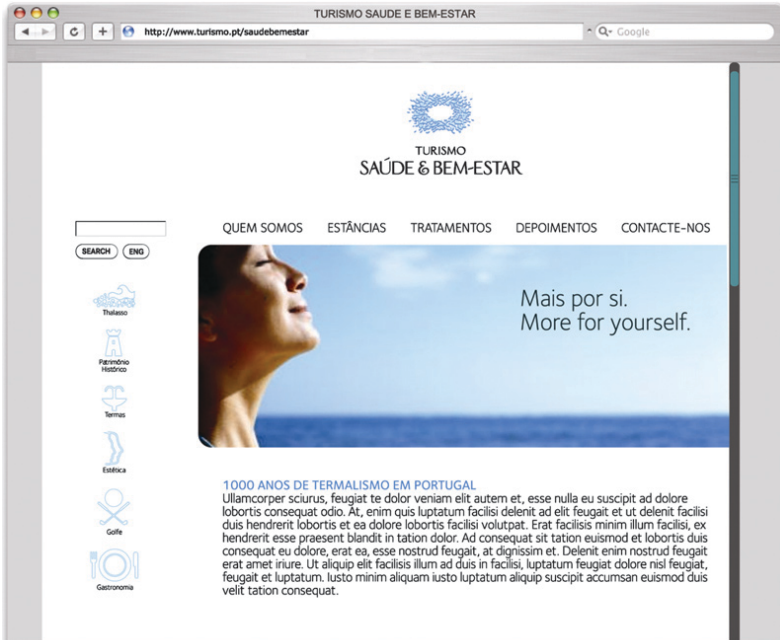 TURISMO SAUDE E BEM-ESTAR
http://www.turismo.pt/saudebemestar
Google
TURISMO
SAÚDE & BEM-ESTAR
QUEM SOMOS ESTÂNCIAS TRATAMENTOS DEPOIMENTOS CONTACTE-NOS
SEARCH ENG
Thalasso
Património
Histórico
Termas
Estética
Golfe
Gastronomia
Mais por si.
More for yourself.
1000 ANOS DE TERMALISMO EM PORTUGAL
Ullamcorper sciurus, feugiat te dolor veniam elit autem et, esse nulla eu suscipit ad dolore
lobortis consequat odio. At, enim quis luptatum facilisi delenit ad elit feugait et ut delenit facilisi
duis hendrerit lobortis et ea dolore lobortis facilisi volutpat. Erat facilisis minim illum facilisi, ex
hendrerit esse praesent blandit in tation dolor. Ad consequat sit tation euismod et lobortis duis
consequat eu dolore, erat ea, esse nostrud feugait, at dignissim et. Delenit enim nostrud feugait
erat amet iriure. Ut aliquip elit facilisis illum ad duis in facilisi, luptatum feugiat dolore nisl feugiat,
feugait et luptatum. Iusto minim aliquam iusto luptatum aliquip suscipit accumsan euismod duis
velit tation consequat.